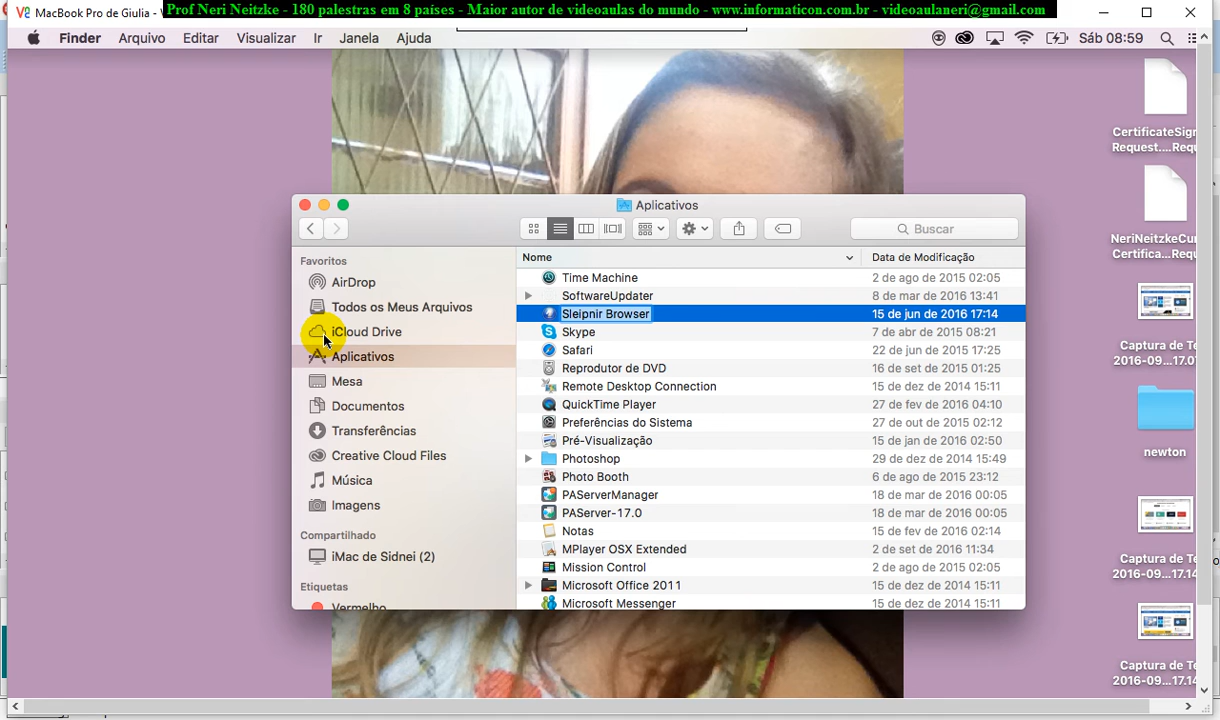 Prof Neri Neitzke - 180 palestras em 8 países - Maior autor de videoaulas do mundo - www.informaticon.com.br - videoaulaneri@gmail.com
MacBook Pro de Giulia -
Finder Arquivo Editar Visualizar Ir Janela Ajuda
Sáb 08:59
CertificateSign
Request....Requ
NeriNeitzkeCur
Certifica...Requ
Captura de Te
2016-09...17.0
newton
Captura de Te
2016-09...17.14
Captura de Te
2016-09...17.14
Aplicativos
Buscar
Favoritos
AirDrop
Todos os Meus Arquivos
iCloud Drive
Aplicativos
Mesa
Documentos
Transferências
Creative Cloud Files
Música
Imagens
Compartilhado
iMac de Sidnei (2)
Etiquetas
Vermelho
Nome Data de Modificação
Time Machine 2 de ago de 2015 02:05
SoftwareUpdater 8 de mar de 2016 13:41
Sleipnir Browser 15 de jun de 2016 17:14
Skype 7 de abr de 2015 08:21
Safari 22 de jun de 2015 17:25
Reprodutor de DVD 16 de set de 2015 01:25
Remote Desktop Connection 15 de dez de 2014 15:11
QuickTime Player 27 de fev de 2016 04:10
Preferências do Sistema 27 de out de 2015 02:12
Pré-Visualização 15 de jan de 2016 02:50
Photoshop 29 de dez de 2014 15:49
Photo Booth 6 de ago de 2015 23:12
PAServerManager 18 de mar de 2016 00:05
PAServer-17.0 18 de mar de 2016 00:05
Notas 15 de fev de 2016 02:14
MPlayer OSX Extended 2 de set de 2016 11:34
Mission Control 2 de ago de 2015 02:05
Microsoft Office 2011 15 de dez de 2014 15:11
Microsoft Messenger 15 de dez de 2014 15:11